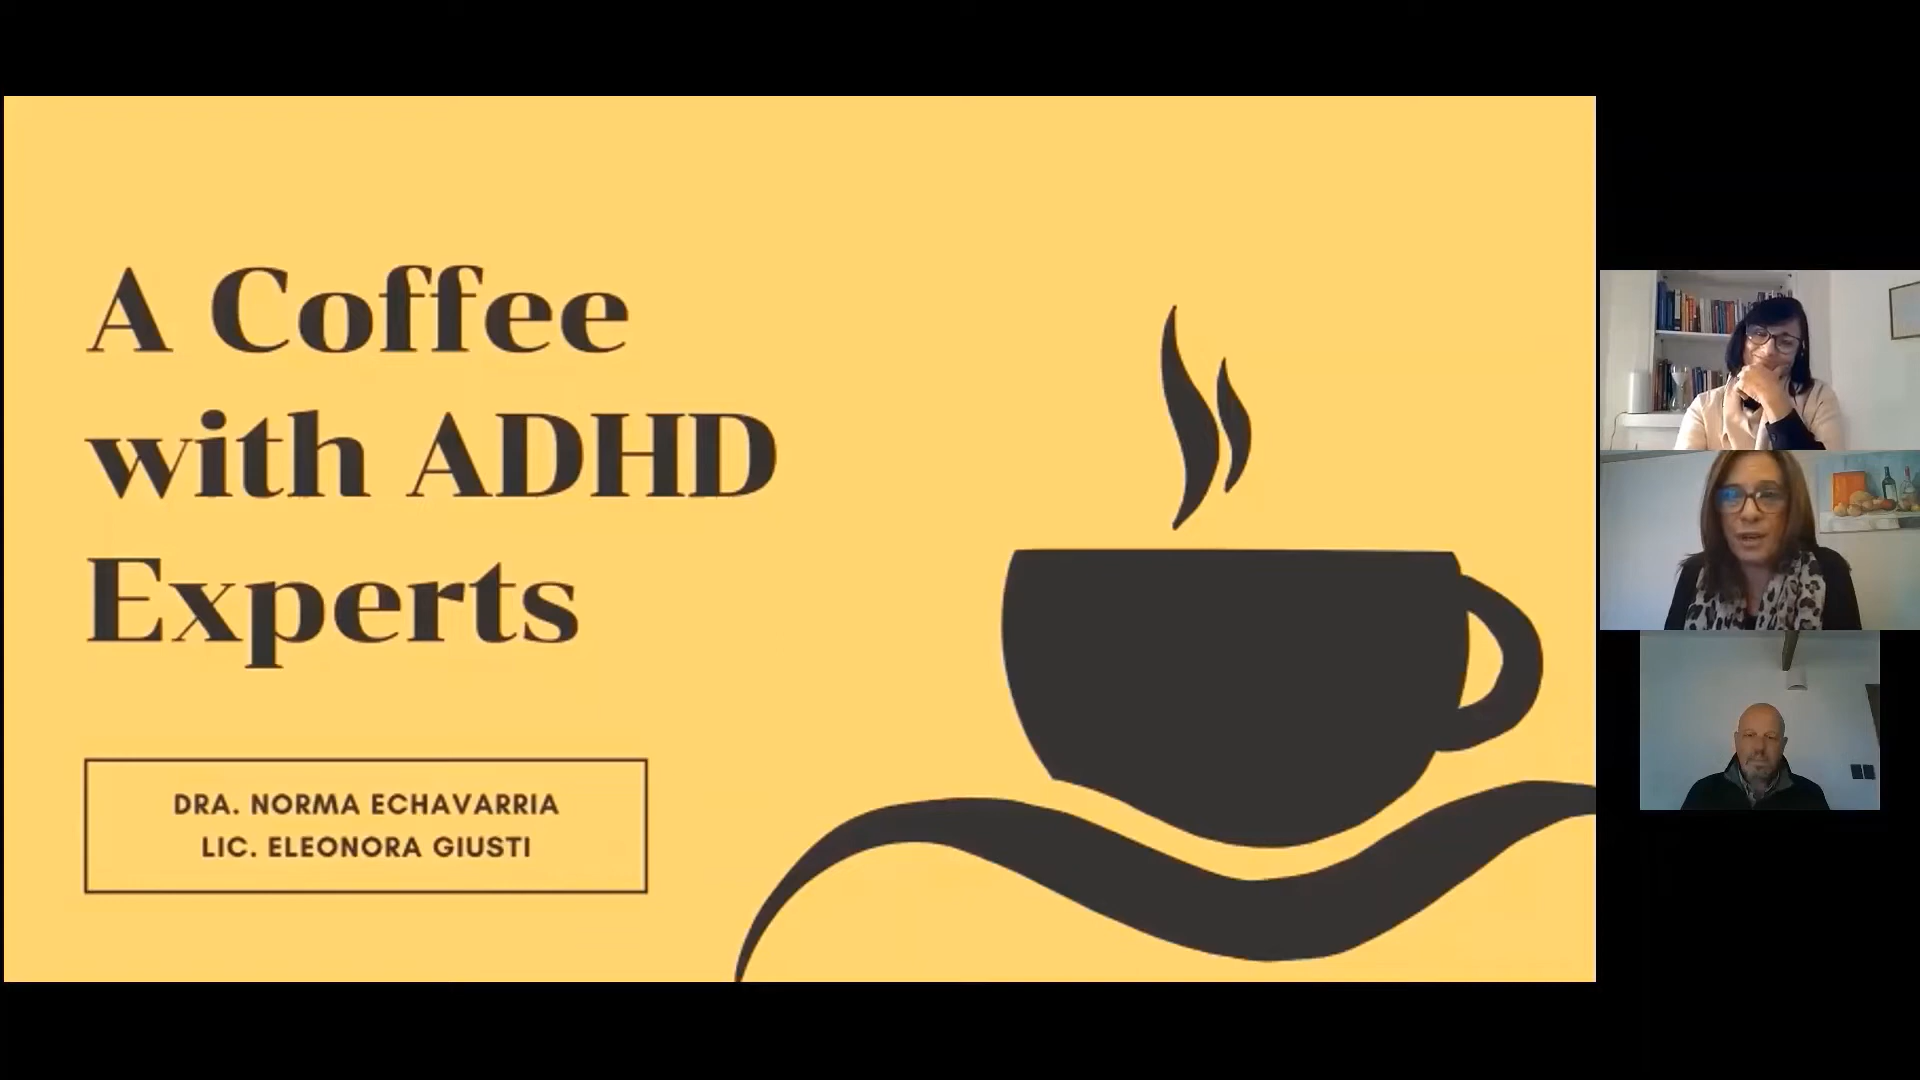 A Coffee
with ADHD
Experts
DRA. NORMA ECHAVARRIA
LIC. ELEONORA GIUSTI